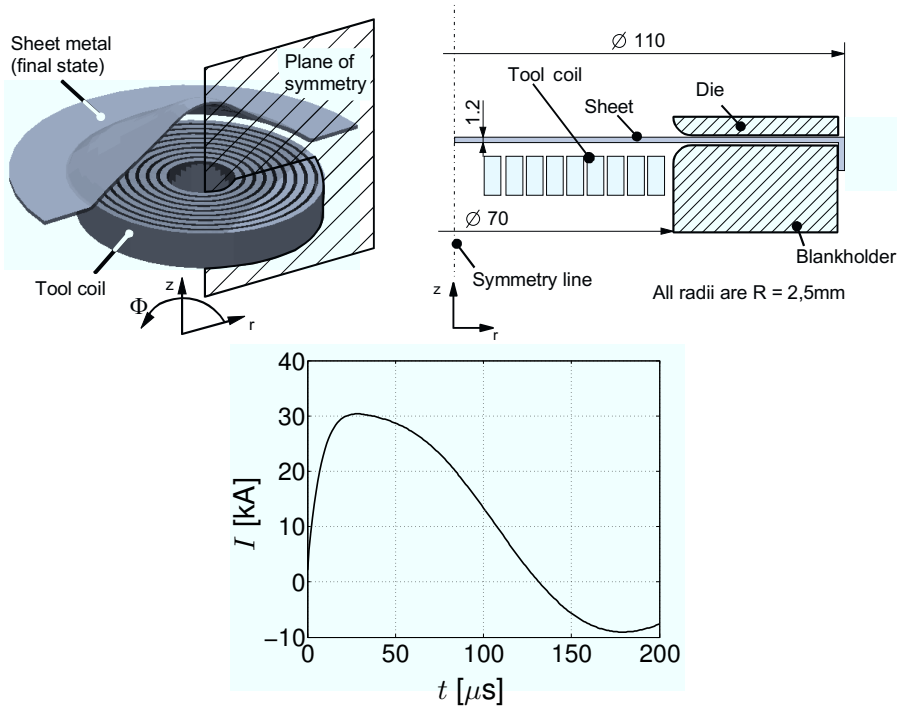 Sheet metal
(final state)
Plane of
symmetry
Tool coil
z
Φ
r
∅ 110
Tool coil
Die
Sheet
1.2
∅ 70
Blankholder
Symmetry line
z
All radii are R = 2,5mm
r
40
30
20
10
0
−10
I [kA]
0
50
100
150
200
t [μs]